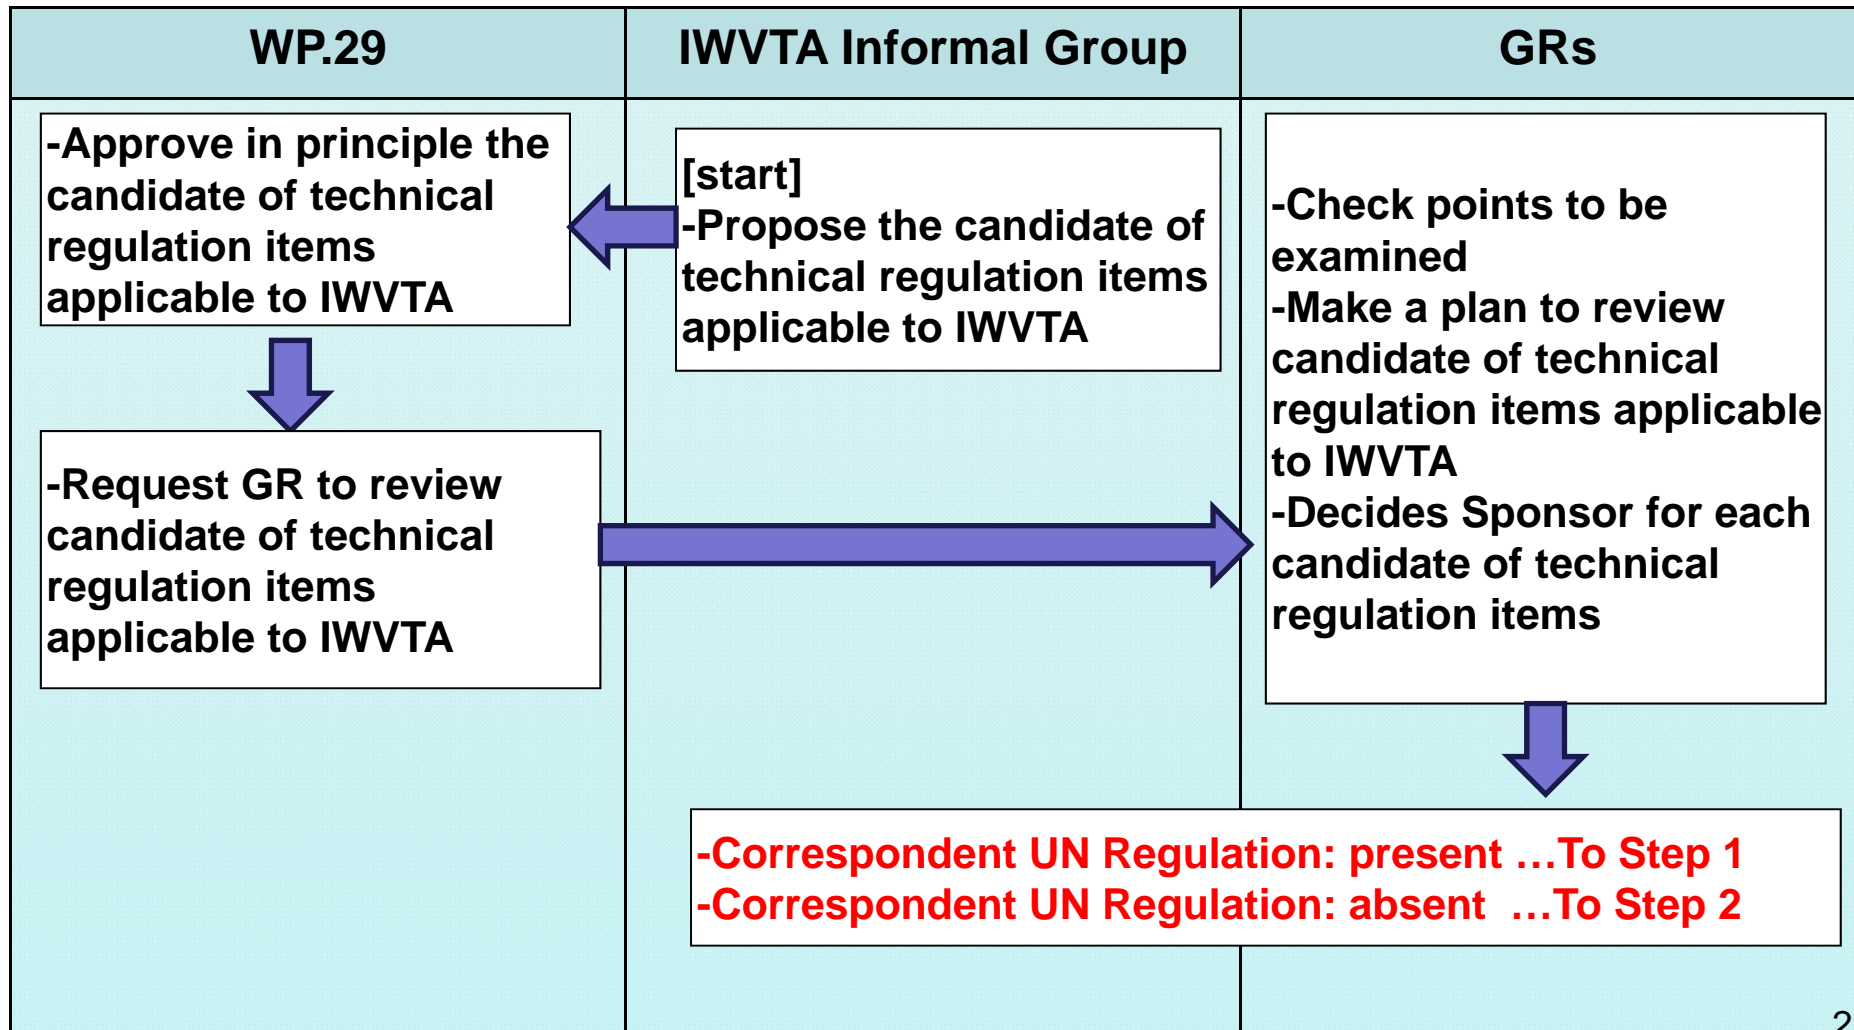 WP.29
IWVTA Informal Group
GRs
-Approve in principle the
candidate of technical
regulation items
applicable to IWVTA
[start]
-Propose the candidate of
technical regulation items
applicable to IWVTA
-Check points to be
examined
-Make a plan to review
candidate of technical
regulation items applicable
to IWVTA
-Decides Sponsor for each
candidate of technical
regulation items
-Request GR to review
candidate of technical
regulation items
applicable to IWVTA
-Correspondent UN Regulation: present …To Step 1
-Correspondent UN Regulation: absent …To Step 2
2